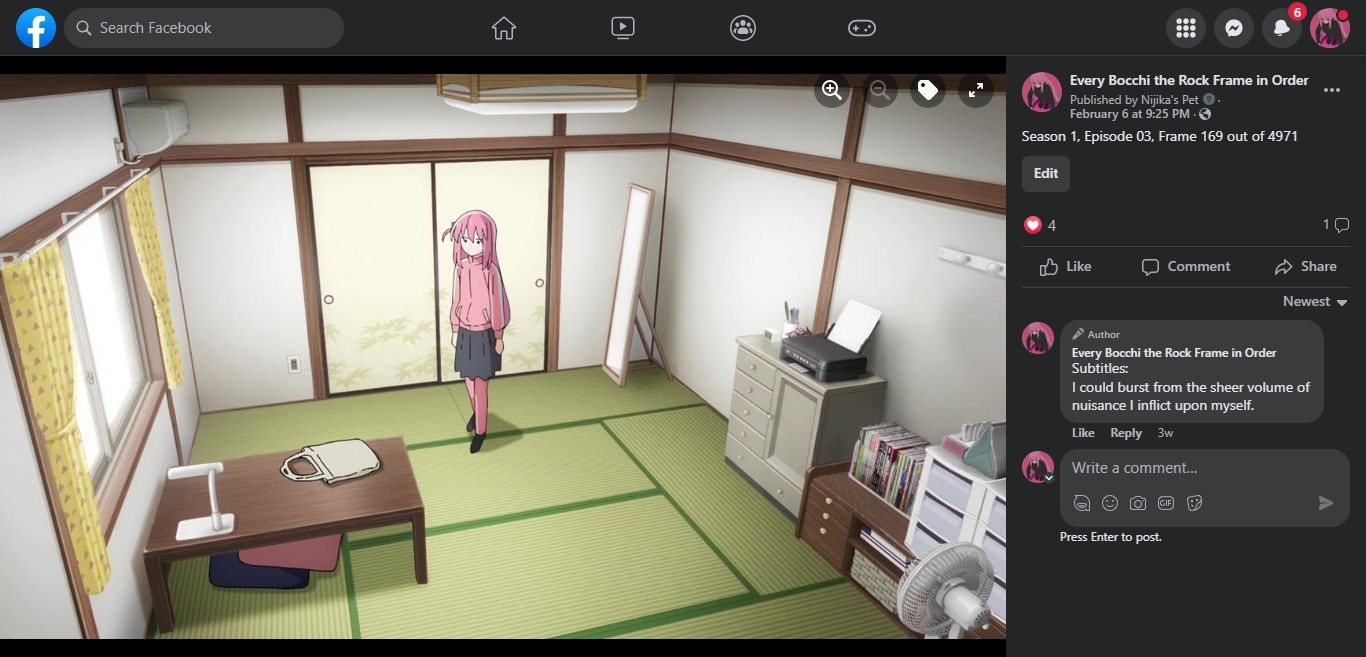 Search Facebook
6
Every Bocchi the Rock Frame in Order
Published by Nijika's Pet ·
February 6 at 9:25 PM ·
Season 1, Episode 03, Frame 169 out of 4971
Edit
4
1
Like Comment Share
Newest
Author
Every Bocchi the Rock Frame in Order
Subtitles:
I could burst from the sheer volume of
nuisance I inflict upon myself.
Like Reply 3w
Write a comment...
GIF
Press Enter to post.